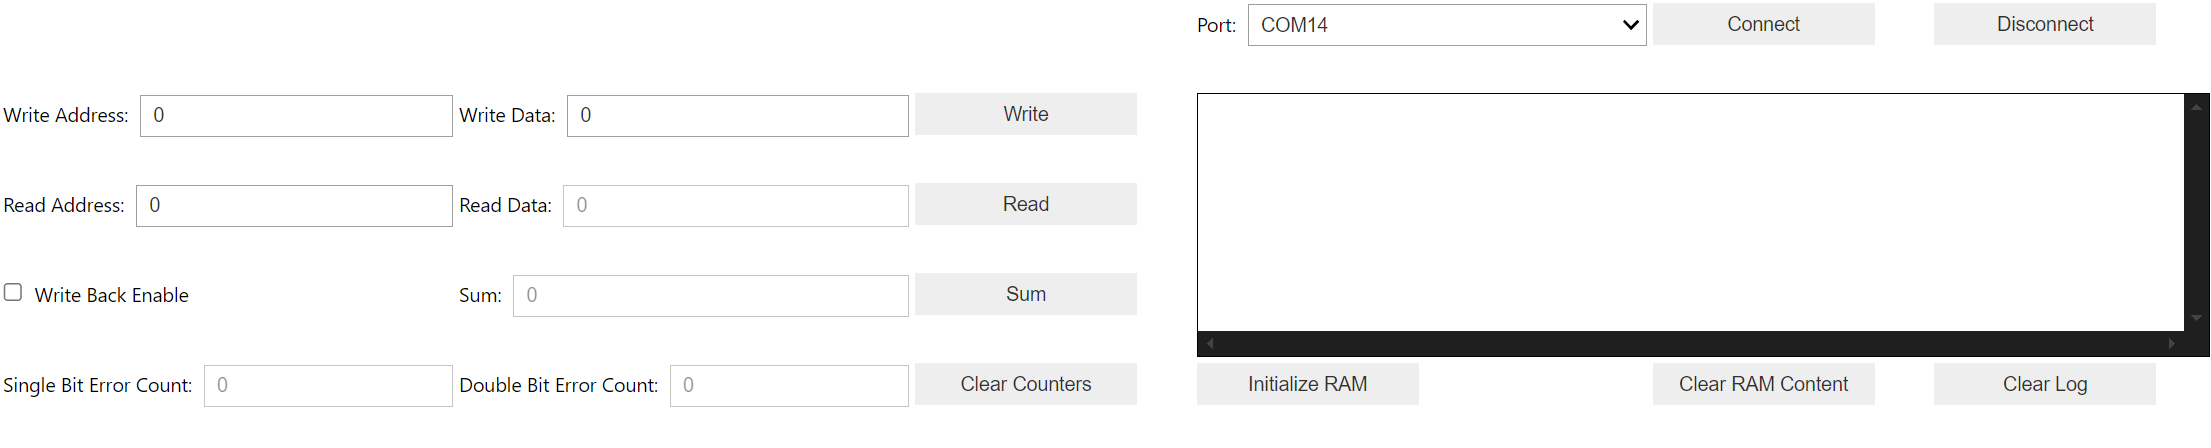 Port: COM14 Connect Disconnect
Write Address: 0 Write Data: 0 Write
Read Address: 0 Read Data: 0 Read
Write Back Enable Sum: 0 Sum
Single Bit Error Count: 0 Double Bit Error Count: 0 Clear Counters Initialize RAM Clear RAM Content Clear Log